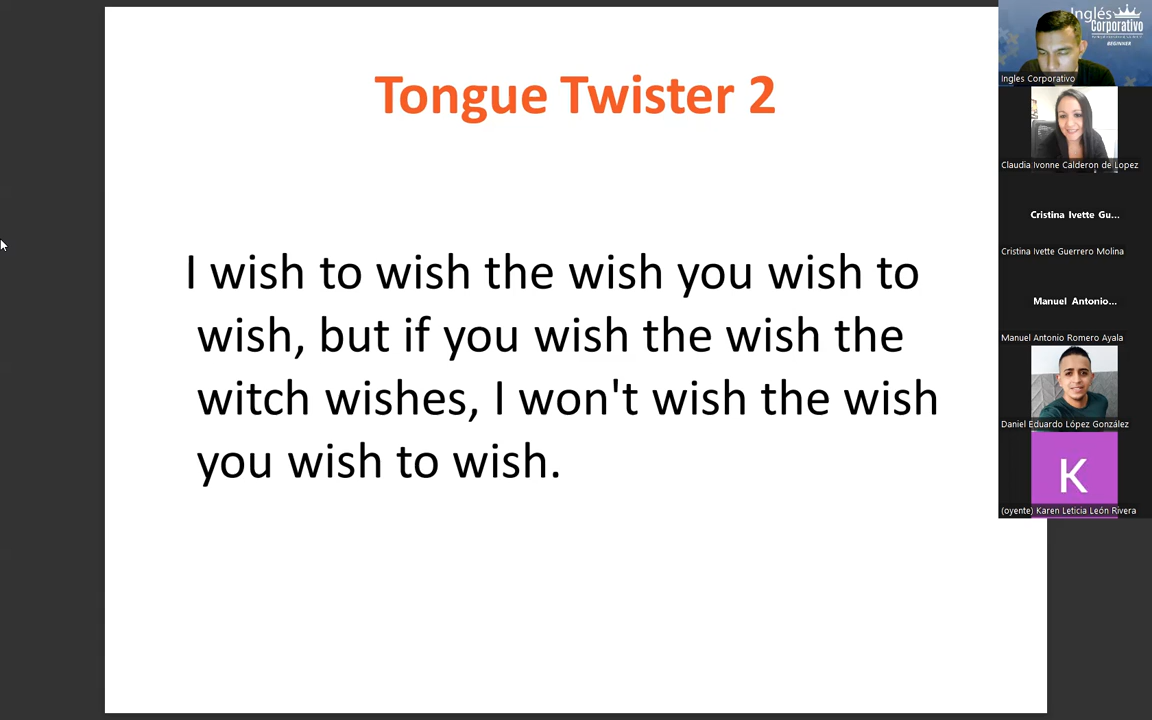 Tongue Twister 2
I wish to wish the wish you wish to
wish, but if you wish the wish the
witch wishes, I won't wish the wish
you wish to wish.
Inglés
Corporativo
BEGINNER
Ingles Corporativo
Claudia Ivonne Calderon de Lopez
Cristina Ivette Gu...
Cristina Ivette Guerrero Molina
Manuel Antonio...
Manuel Antonio Romero Ayala
Daniel Eduardo López González
K
(oyente) Karen Leticia León Rivera